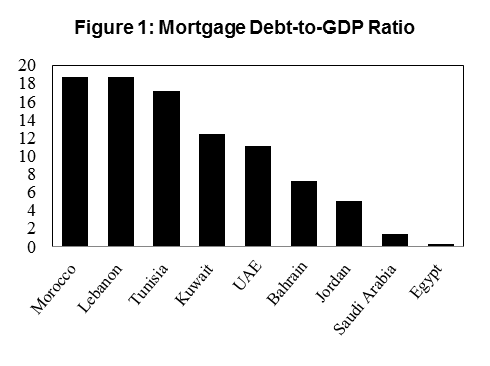 Figure 1: Mortgage Debt-to-GDP Ratio
20
18
16
14
12
10
8
6
4
2
0
Morocco
Lebanon
Tunisia
Kuwait
UAE
Bahrain
Jordan
Saudi Arabia
Egypt